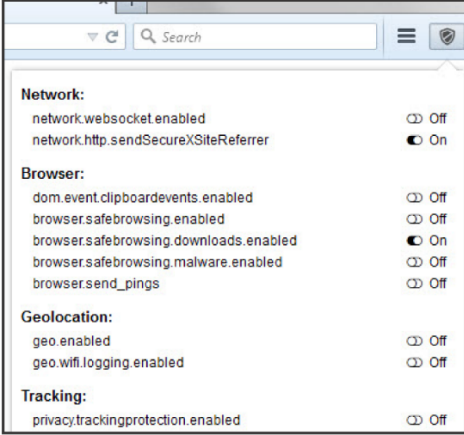 Search
Network:
network.websocket.enabled Off
network.http.sendSecureXSiteReferrer On
Browser:
dom.event.clipboardevents.enabled Off
browser.safebrowsing.enabled Off
browser.safebrowsing.downloads.enabled On
browser.safebrowsing.malware.enabled Off
browser.send_pings Off
Geolocation:
geo.enabled Off
geo.wifi.logging.enabled Off
Tracking:
privacy.trackingprotection.enabled Off